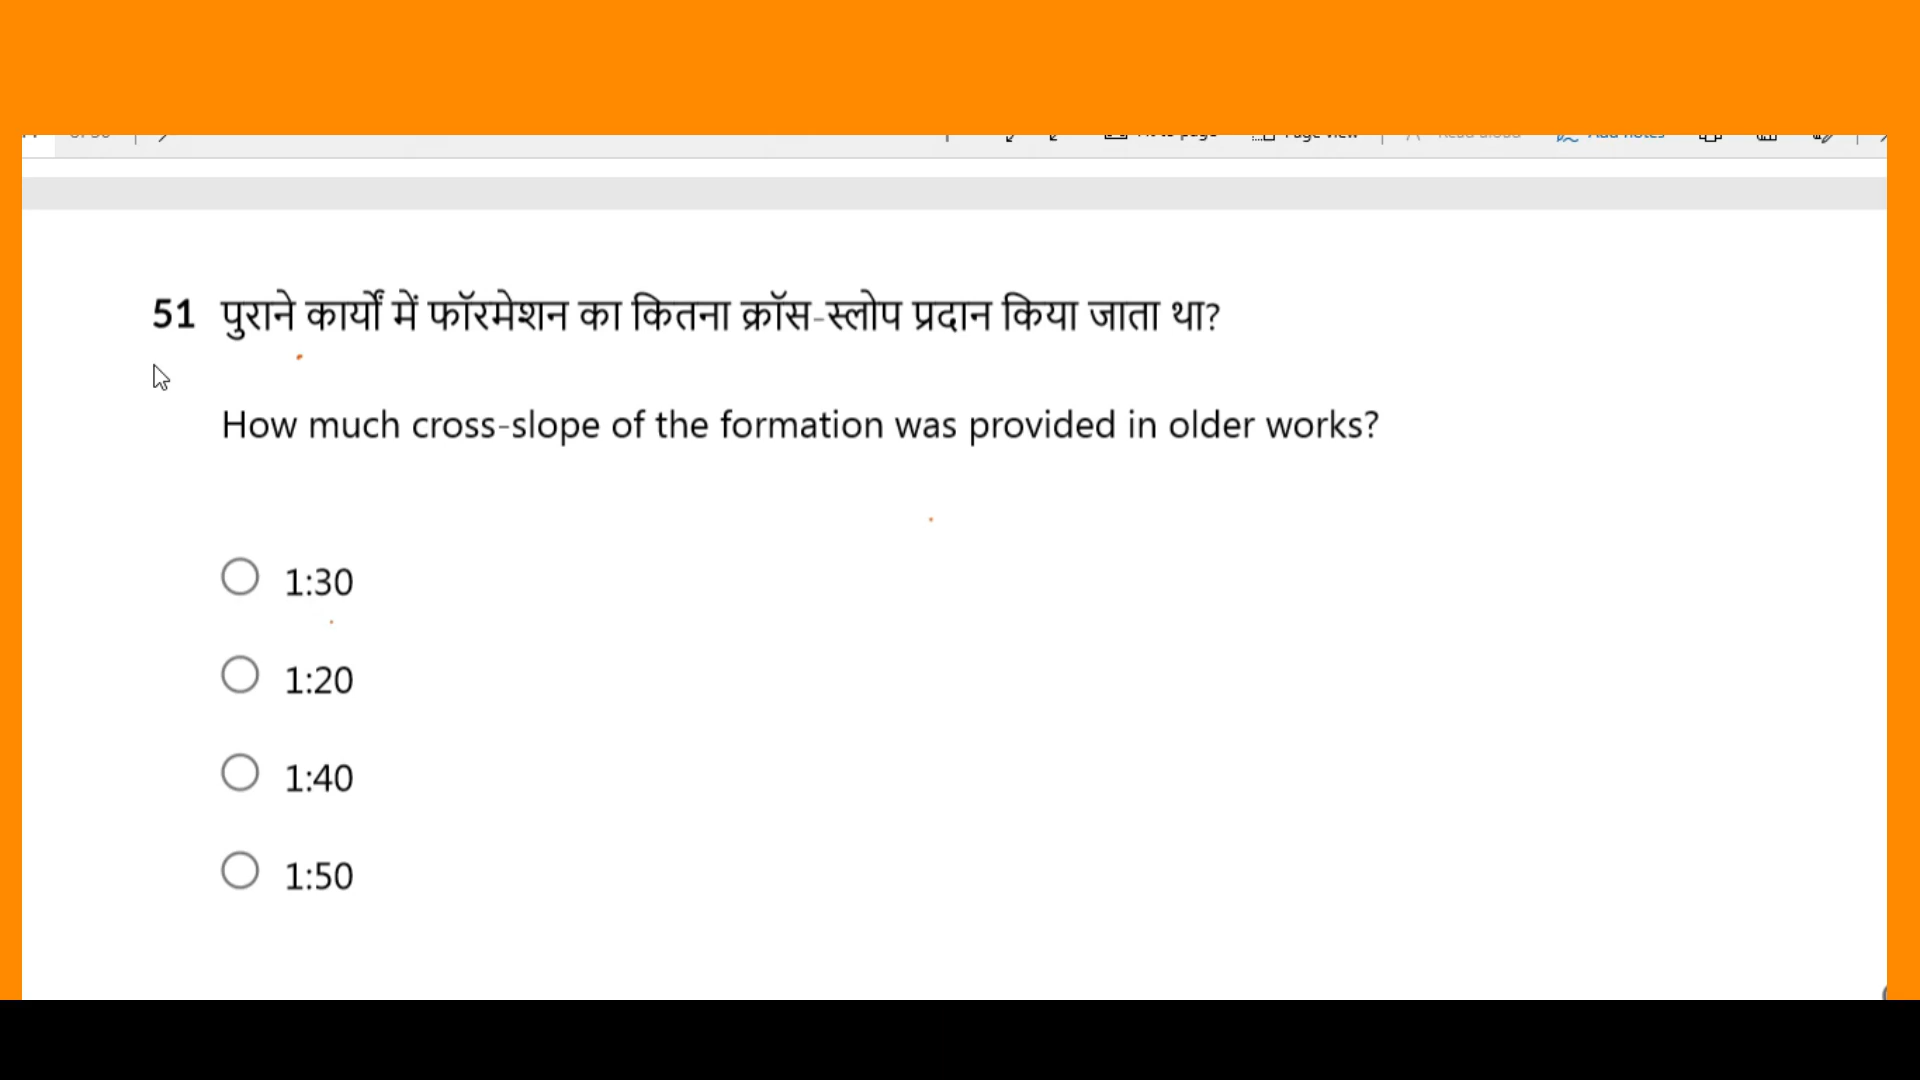 51 पुराने कार्यों में फॉरमेशन का कितना क्रॉस-स्लोप प्रदान किया जाता था?
How much cross-slope of the formation was provided in older works?
1:30
1:20
1:40
1:50